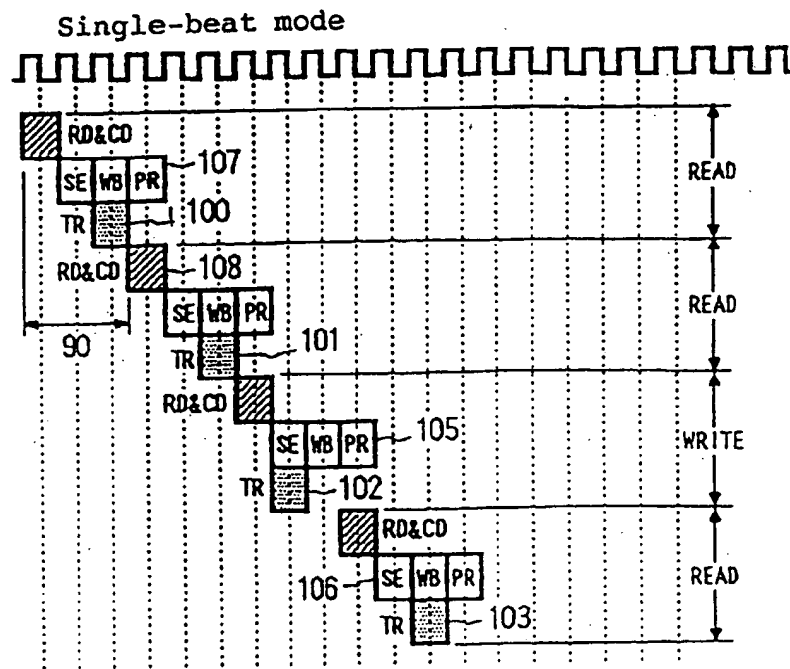 Single-beat mode
RD&CD
SE WB PR 107
READ
TR 100
RD&CD 108
SE WB PR
READ
90
TR 101
RD&CD
SE WB PR 105
WRITE
TR 102
RD&CD
106 SE WB PR
READ
TR 103